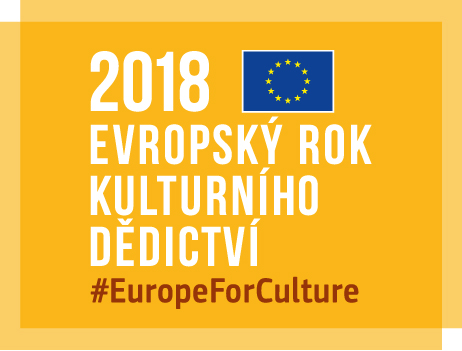 2018
EVROPSKÝ ROK
KULTURNÍHO
DĚDICTVÍ
#EuropeForCulture